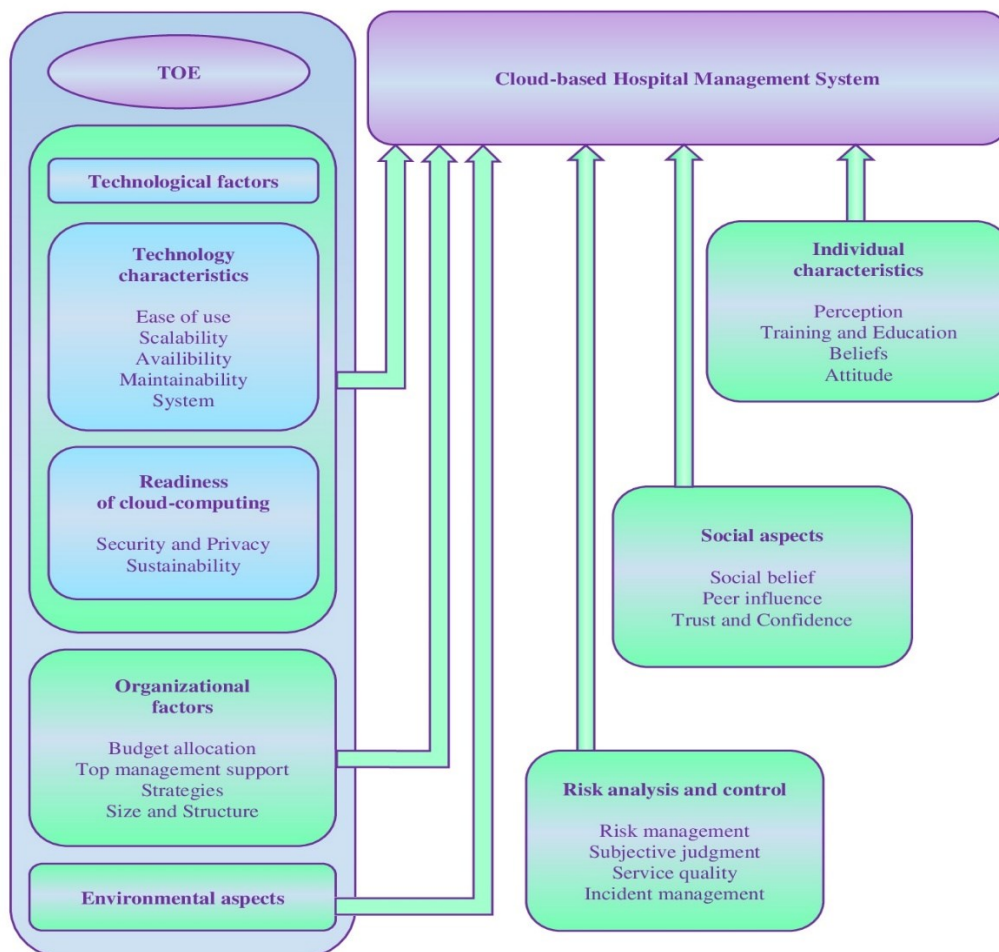 TOE
Cloud-based Hospital Management System
Technological factors
Technology
characteristics
Ease of use
Scalability
Availibility
Maintainability
System
Readiness
of cloud-computing
Security and Privacy
Sustainability
Organizational
factors
Budget allocation
Top management support
Strategies
Size and Structure
Environmental aspects
Individual
characteristics
Perception
Training and Education
Beliefs
Attitude
Social aspects
Social belief
Peer influence
Trust and Confidence
Risk analysis and control
Risk management
Subjective judgment
Service quality
Incident management